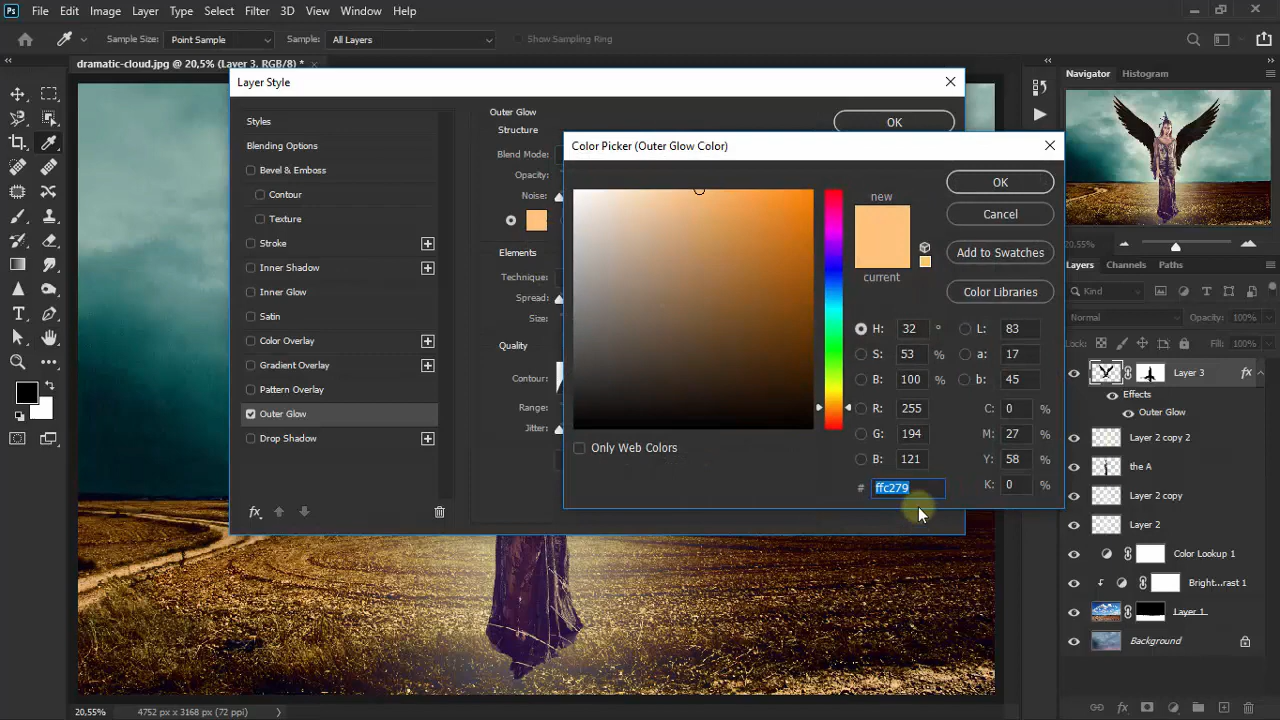 Ps File Edit Image Layer Type Select Filter 3D View Window Help
Sample Size: Point Sample Sample: All Layers Show Sampling Ring
dramatic-cloud.jpg @ 20,5% (Layer 3, RGB/8) *
Layer Style
Styles
Blending Options
Bevel & Emboss
Contour
Texture
Stroke
Inner Shadow
Inner Glow
Satin
Color Overlay
Gradient Overlay
Pattern Overlay
Outer Glow
Drop Shadow
fx
Outer Glow
Structure
Blend Mode:
Opacity:
Noise:
Elements
Technique:
Spread:
Size:
Quality
Contour:
Range:
Jitter:
OK
Color Picker (Outer Glow Color)
new
current
OK
Cancel
Add to Swatches
Color Libraries
H: 32 ° L: 83
S: 53 % a: 17
B: 100 % b: 45
R: 255 C: 0 %
G: 194 M: 27 %
B: 121 Y: 58 %
# ffc279 K: 0 %
Only Web Colors
Navigator Histogram
20,55%
Layers Channels Paths
Kind
Normal Opacity: 100%
Lock: Fill: 100%
Layer 3 fx
Effects
Outer Glow
Layer 2 copy 2
the A
Layer 2 copy
Layer 2
Color Lookup 1
Bright...rast 1
Layer 1
Background
fx
20,55% 4752 px x 3168 px (72 ppi)